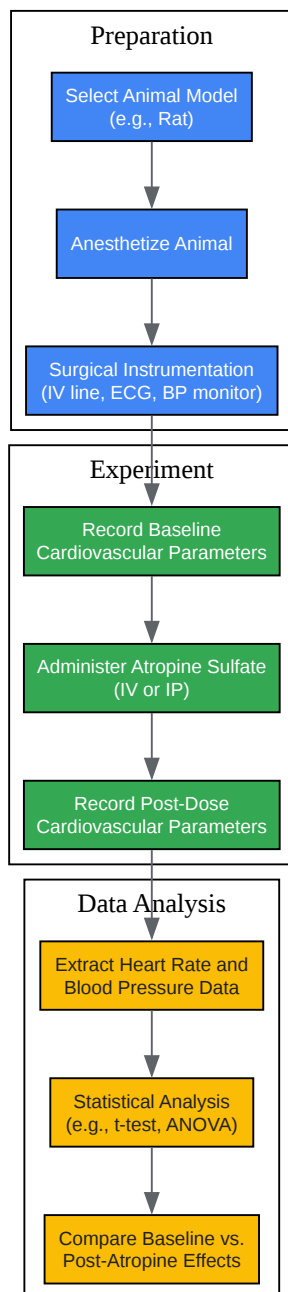 Preparation
Select Animal Model
(e.g., Rat)
Anesthetize Animal
Surgical Instrumentation
(IV line, ECG, BP monitor)
Experiment
Record Baseline
Cardiovascular Parameters
Administer Atropine Sulfate
(IV or IP)
Record Post-Dose
Cardiovascular Parameters
Data Analysis
Extract Heart Rate and
Blood Pressure Data
Statistical Analysis
(e.g., t-test, ANOVA)
Compare Baseline vs.
Post-Atropine Effects